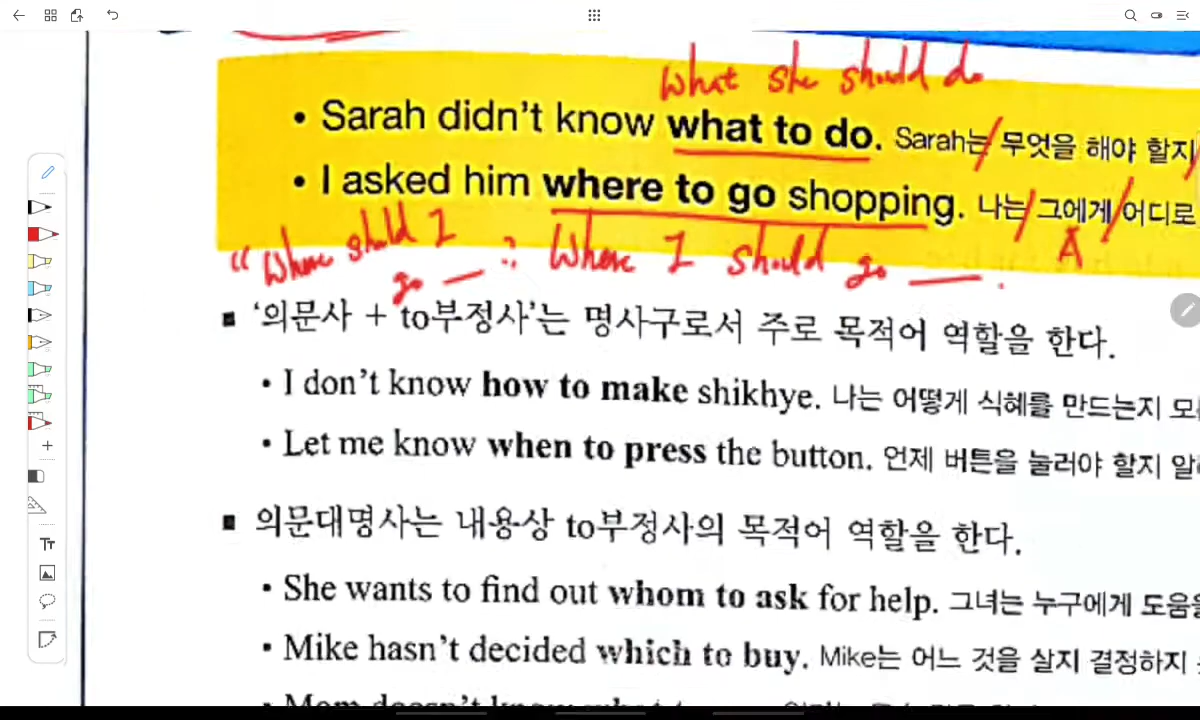 what she should do
• Sarah didn't know what to do. Sarah는/무엇을 해야 할지/
• I asked him where to go shopping. 나는/그에게/어디로
“where should I go — ∴ Where I should go — . A
■ ‘의문사 + to부정사’는 명사구로서 주로 목적어 역할을 한다.
• I don't know how to make shikhye. 나는 어떻게 식혜를 만드는지
• Let me know when to press the button. 언제 버튼을 눌러야 할지
■ 의문대명사는 내용상 to부정사의 목적어 역할을 한다.
• She wants to find out whom to ask for help. 그녀는 누구에게
• Mike hasn't decided which to buy. Mike는 어느 것을 살지 결정하지
Tт